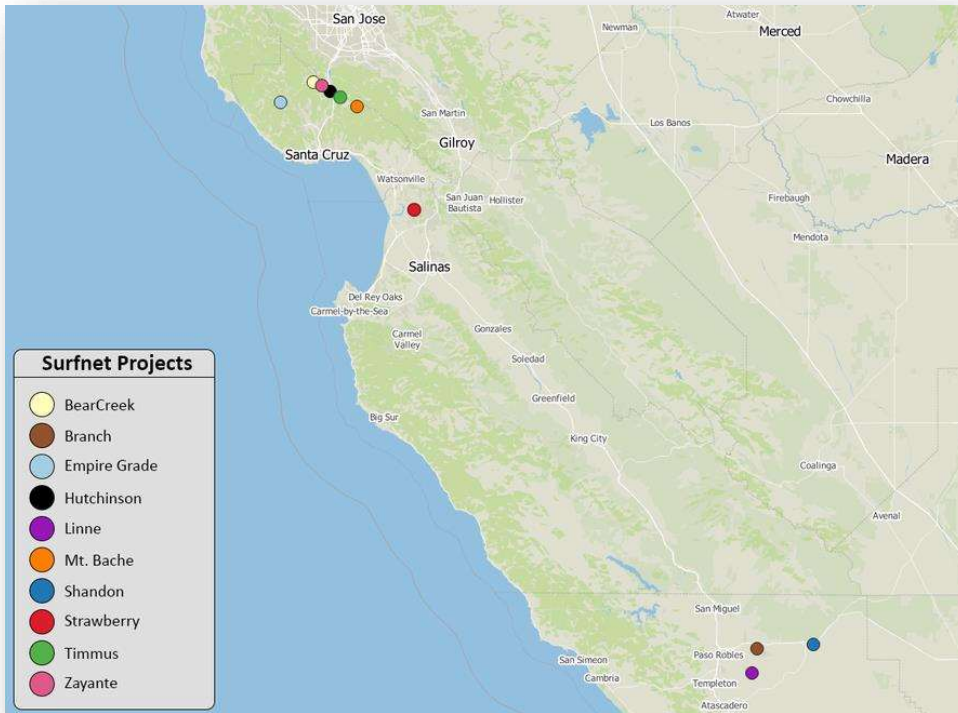 San Jose
Newman
Atwater
Merced
Chowchilla
San Martin
Los Banos
Gilroy
Santa Cruz
Madera
Watsonville
San Juan
Bautista
Hollister
Firebaugh
Mendota
Salinas
Del Rey Oaks
Carmel-by-the-Sea
Carmel
Valley
Gonzales
Soledad
Greenfield
Big Sur
King City
Coalinga
Avenal
San Miguel
Paso Robles
San Simeon
Cambria
Templeton
Atascadero
Surfnet Projects
BearCreek
Branch
Empire Grade
Hutchinson
Linne
Mt. Bache
Shandon
Strawberry
Timmus
Zayante